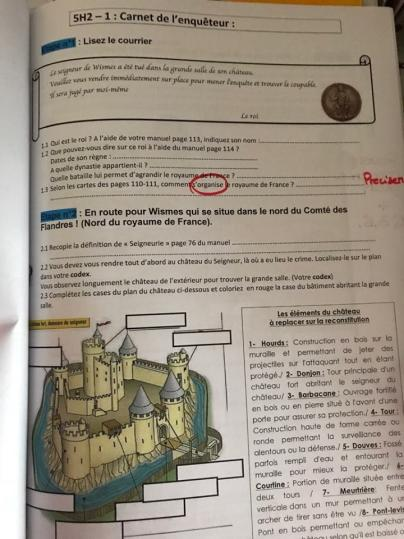 5H2 – 1 : Carnet de l'enquêteur :
Etape n°1 : Lisez le courrier
Le seigneur de Wismes a été tué dans la grande salle de son château.
Veuillez vous rendre immédiatement sur place pour mener l'enquête et trouver le coupable.
Il sera jugé par moi-même
Le roi
1.1 Qui est le roi ? A l'aide de votre manuel page 113, indiquez son nom :
1.2 Que pouvez-vous dire sur ce roi à l'aide du manuel page 114 ?
Dates de son règne :
A quelle dynastie appartient-il ?
Quelle bataille lui permet d'agrandir le royaume de France ?
1.3 Selon les cartes des pages 110-111, comment s'organise le royaume de France ?
Préciser
Etape n°2 : En route pour Wismes qui se situe dans le nord du Comté des
Flandres ! (Nord du royaume de France).
2.1 Recopie la définition de « Seigneurie » page 76 du manuel
2.2 Vous devez vous rendre tout d'abord au château du Seigneur, là où a eu lieu le crime. Localisez-le sur le plan
dans votre codex.
Vous observez longuement le château de l'extérieur pour trouver la grande salle. (Votre codex)
2.3 Complétez les cases du plan du château ci-dessous et coloriez en rouge la case du bâtiment abritant la grande
salle.
fort, demeure du seigneur
Les éléments du château
à replacer sur la reconstitution
1- Hourds : Construction en bois sur la
muraille et permettant de jeter des
projectiles sur l'attaquant tout en étant
protégé./ 2- Donjon : Tour principale d'un
château fort abritant le seigneur du
château/ 3- Barbacane : Ouvrage fortifié
en bois ou en pierre situé à l'avant d'une
porte pour assurer sa protection./ 4- Tour :
Construction haute de forme carrée ou
ronde permettant la surveillance des
alentours ou la défense./ 5- Douves : Fossé
parfois rempli d'eau et entourant la
muraille pour mieux la protéger./ 6-
Courtine : Portion de muraille située entre
deux tours / 7- Meurtrière : Fente
verticale dans un mur permettant à un
archer de tirer sans être vu /8- Pont-levis
Pont en bois permettant ou empêchant
selon qu'il est baissé o